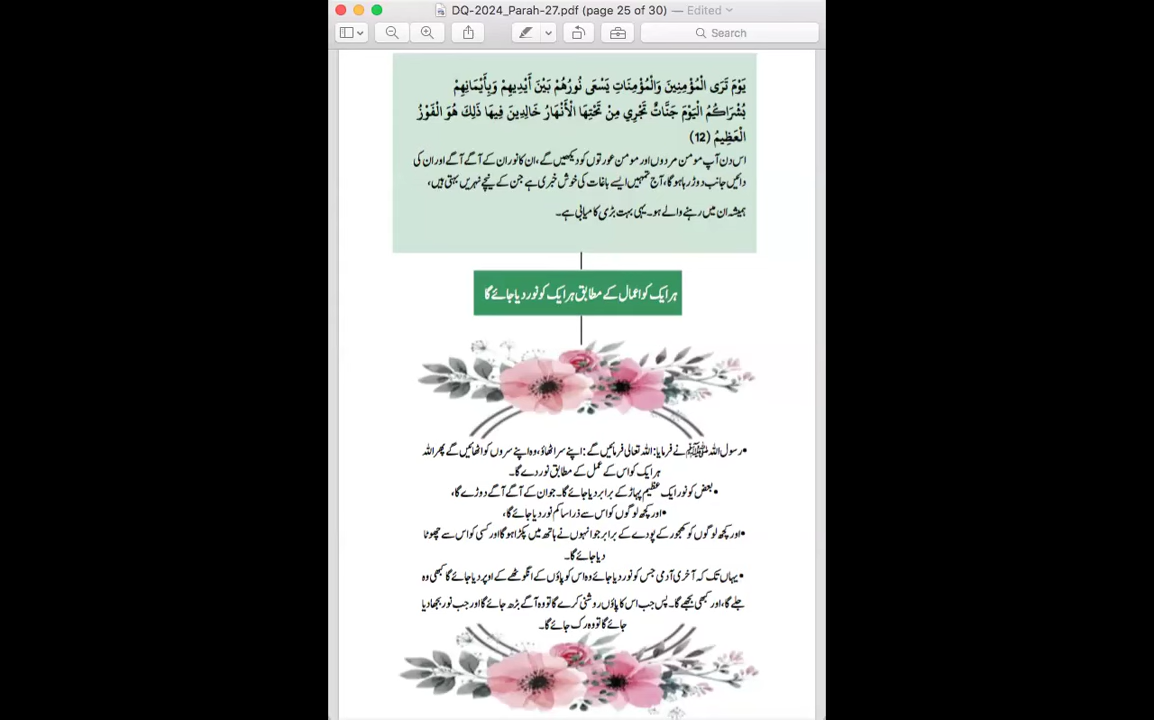 DQ-2024_Parah-27.pdf (page 25 of 30) — Edited
Search
يَوْمَ تَرَى الْمُؤْمِنِينَ وَالْمُؤْمِنَاتِ يَسْعَى نُورُهُمْ بَيْنَ أَيْدِيهِمْ وَبِأَيْمَانِهِمْ
بُشْرَاكُمُ الْيَوْمَ جَنَّاتٌ تَجْرِي مِنْ تَحْتِهَا الْأَنْهَارُ خَالِدِينَ فِيهَا ذَلِكَ هُوَ الْفَوْزُ
الْعَظِيمُ (12)
اس دن آپ مومن مردوں اور مومن عورتوں کو دیکھیں گے، ان کا نور ان کے آگے آگے اور ان کی
دائیں جانب دوڑ رہا ہو گا، آج تمہیں ایسے باغات کی خوش خبری ہے جن کے نیچے نہریں بہتی ہیں،
ہمیشہ ان میں رہنے والے ہو۔ یہی بہت بڑی کامیابی ہے۔
ہر ایک کو اعمال کے مطابق ہر ایک کو نور دیا جائے گا
•رسول اللہ ﷺ نے فرمایا: اللہ تعالی فرمائیں گے: اپنے سر اٹھاؤ، وہ اپنے سروں کو اٹھائیں گے پھر اللہ
ہر ایک کو اس کے عمل کے مطابق نور دے گا۔
•بعض کو نور ایک عظیم پہاڑ کے برابر دیا جائے گا۔ جو ان کے آگے آگے دوڑے گا،
•اور کچھ لوگوں کو اس سے ذرا سا کم نور دیا جائے گا،
•اور کچھ لوگوں کو کھجور کے پودے کے برابر جو انہوں نے ہاتھ میں پکڑا ہو گا اور کسی کو اس سے چھوٹا
دیا جائے گا۔
•یہاں تک کہ آخری آدمی جس کو نور دیا جائے وہ اس کو پاؤں کے انگوٹھے کے اوپر دیا جائے گا کبھی وہ
جلے گا، اور کبھی بجھے گا۔ پس جب اس کا پاؤں روشنی کرے گا تو وہ آگے بڑھ جائے گا اور جب نور بجھا دیا
جائے گا تو وہ رک جائے گا۔